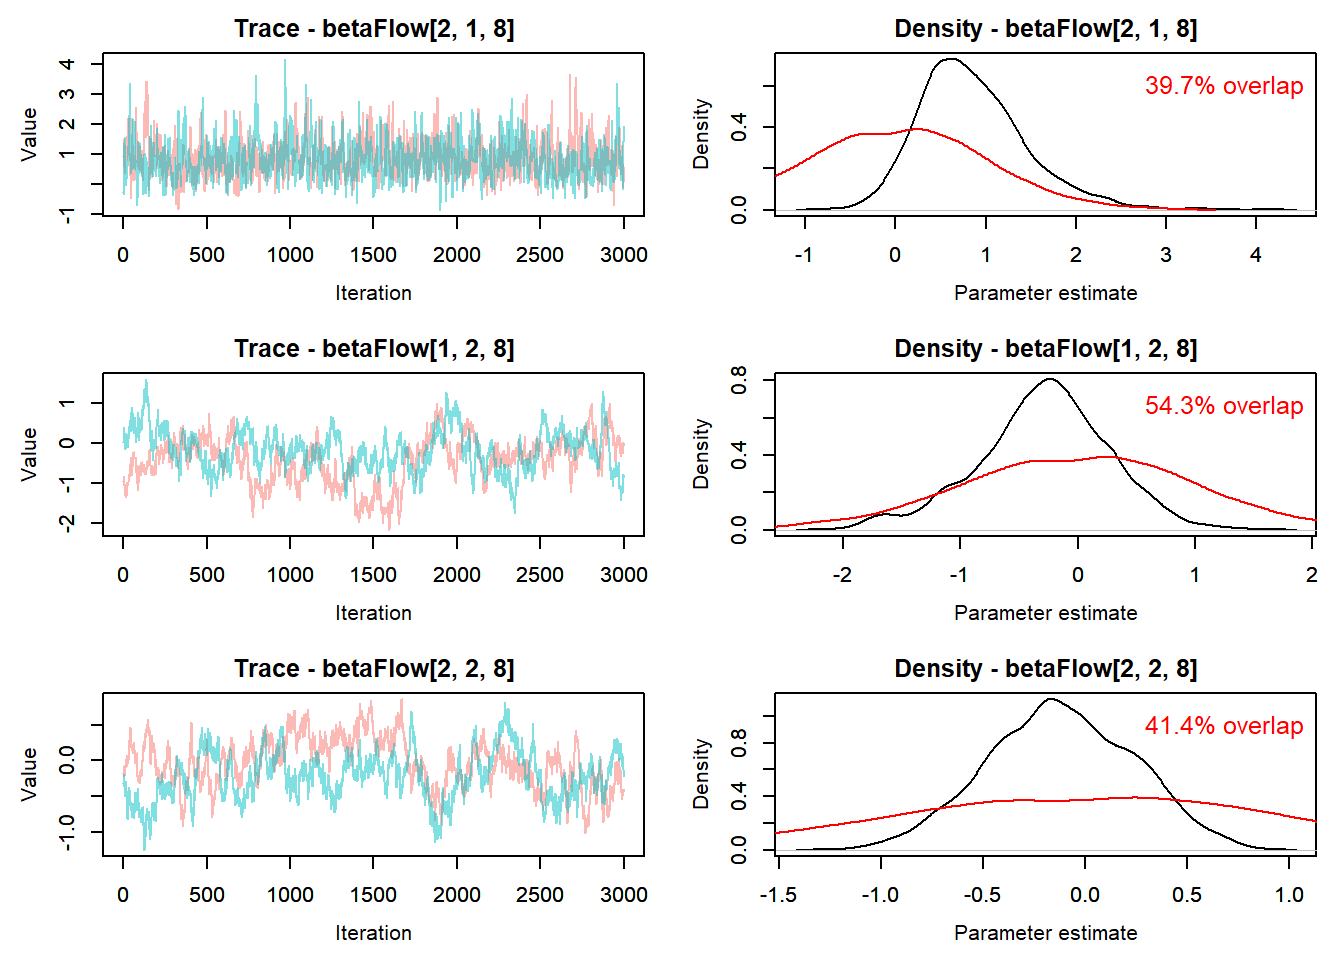 Trace - betaFlow[2, 1, 8]
Value
4
3
2
1
-1
0 500 1000 1500 2000 2500 3000
Iteration
Density - betaFlow[2, 1, 8]
39.7% overlap
Density
0.4
0.0
-1 0 1 2 3 4
Parameter estimate
Trace - betaFlow[1, 2, 8]
Value
1
0
-1
-2
0 500 1000 1500 2000 2500 3000
Iteration
Density - betaFlow[1, 2, 8]
54.3% overlap
Density
0.8
0.4
0.0
-2 -1 0 1 2
Parameter estimate
Trace - betaFlow[2, 2, 8]
Value
0.0
-1.0
0 500 1000 1500 2000 2500 3000
Iteration
Density - betaFlow[2, 2, 8]
41.4% overlap
Density
0.8
0.4
0.0
-1.5 -1.0 -0.5 0.0 0.5 1.0
Parameter estimate